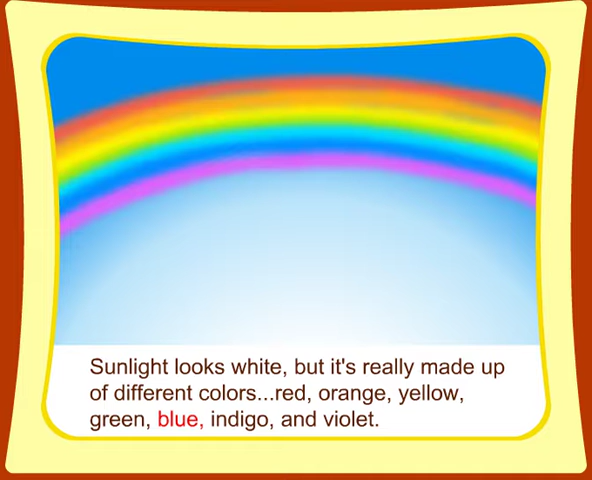 Sunlight looks white, but it's really made up
of different colors...red, orange, yellow,
green, blue, indigo, and violet.